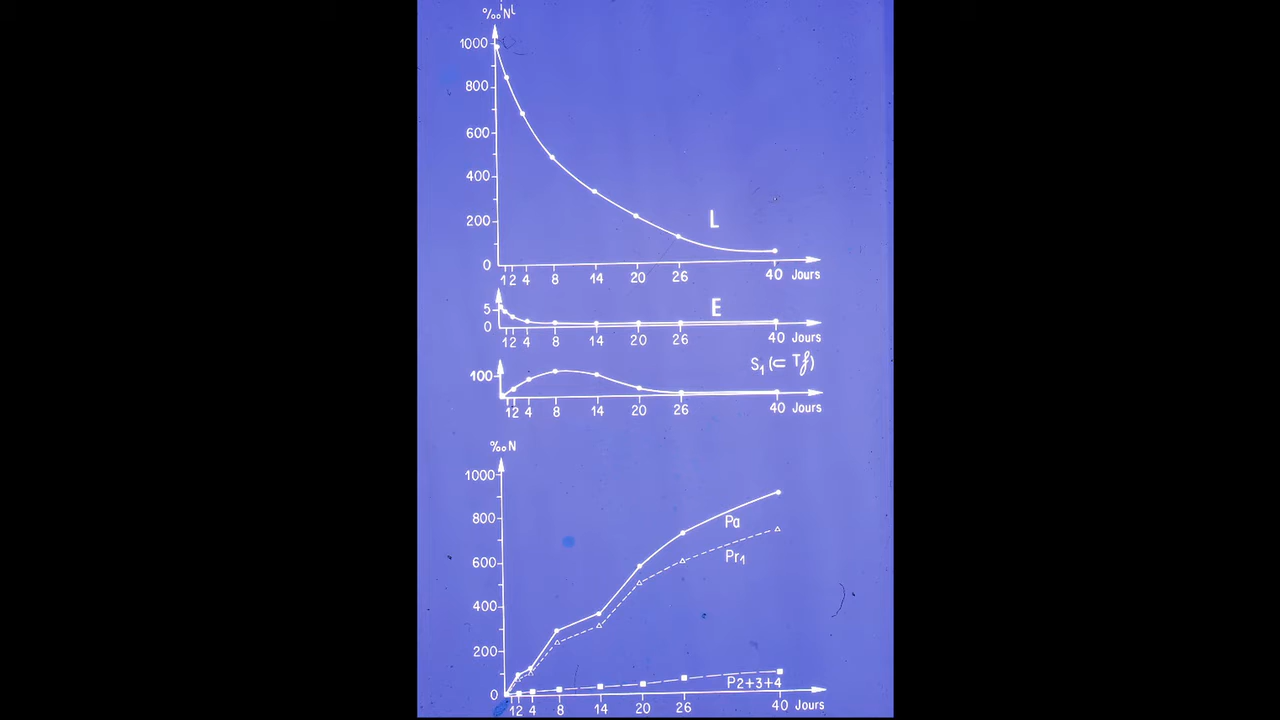 ‱ Nⁱ
1000
800
600
400
200
L
0
1 2 4 8 14 20 26 40 Jours
5
E
0
1 2 4 8 14 20 26 40 Jours
S₁ (⊂ Tf)
100
1 2 4 8 14 20 26 40 Jours
‱ N
1000
800
Pa
600
Pr₁
400
200
P2+3+4
0
1 2 4 8 14 20 26 40 Jours